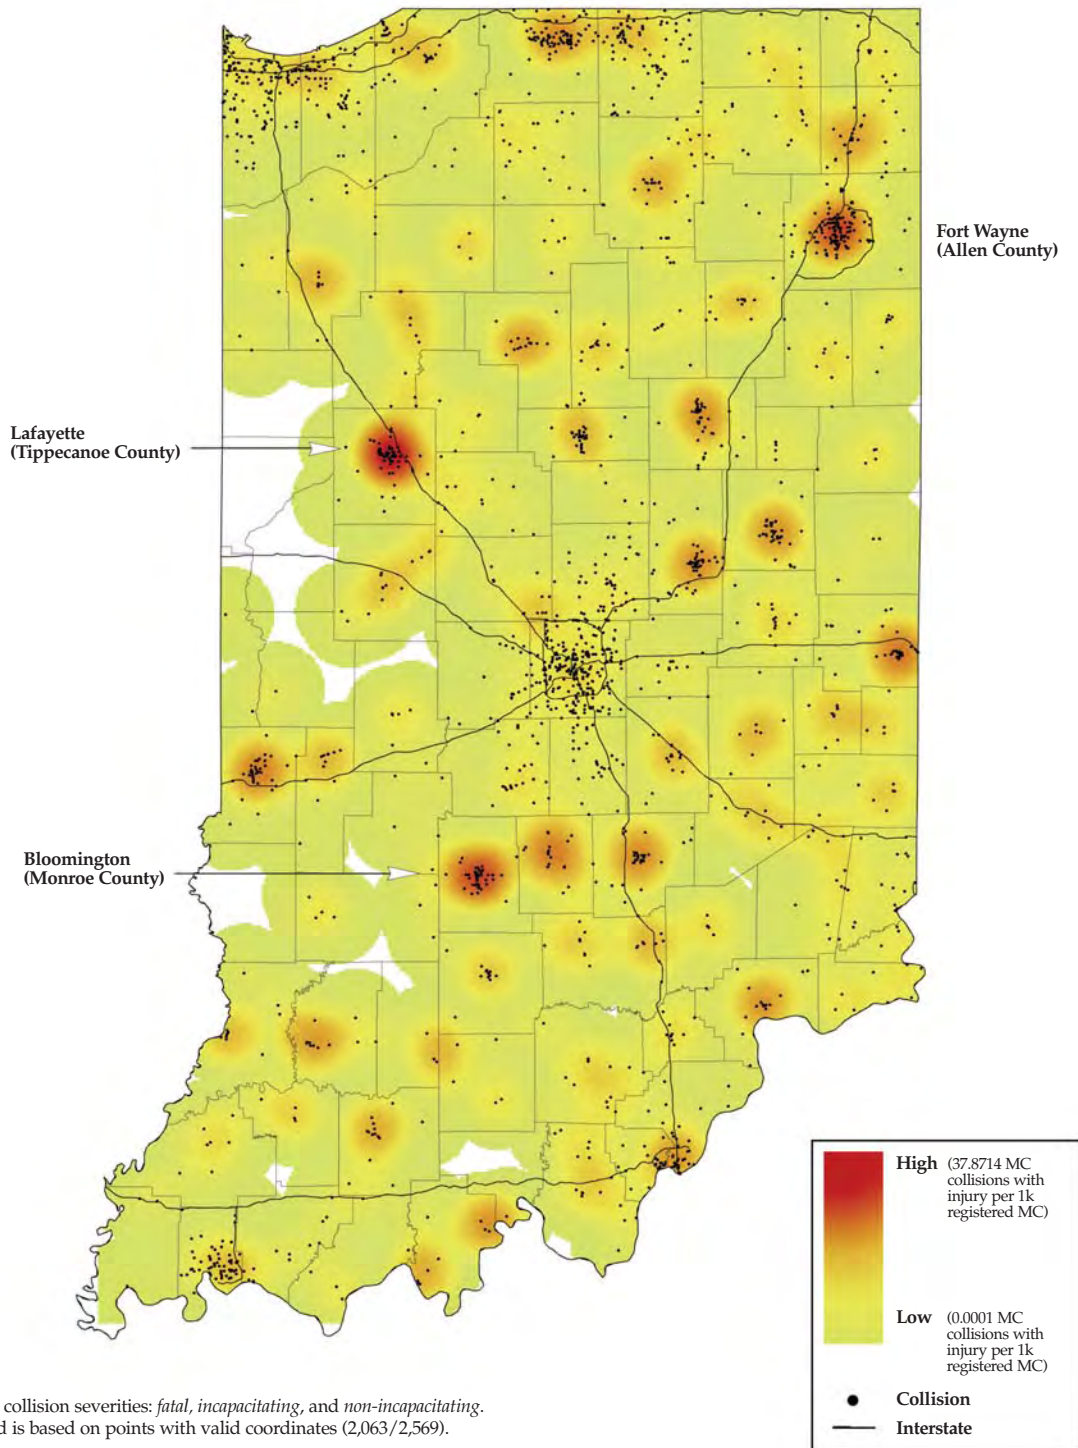 Fort Wayne
(Allen County)
Lafayette
(Tippecanoe County)
Bloomington
(Monroe County)
High (37.8714 MC
collisions with
injury per 1k
registered MC)
Low (0.0001 MC
collisions with
injury per 1k
registered MC)
Collision
Interstate
collision severities: fatal, incapacitating, and non-incapacitating.
d is based on points with valid coordinates (2,063/2,569).